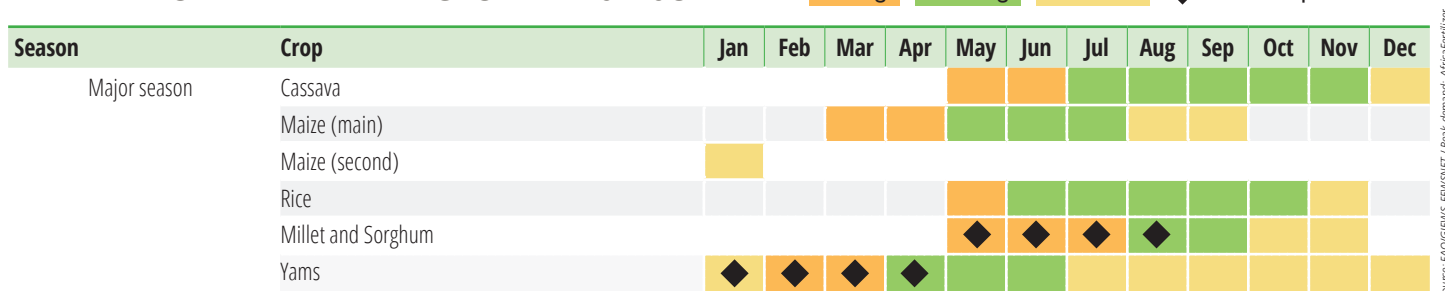 Season Crop Jan Feb Mar Apr May Jun Jul Aug Sep Oct Nov Dec
Major season Cassava
Maize (main)
Maize (second)
Rice
Millet and Sorghum
Yams